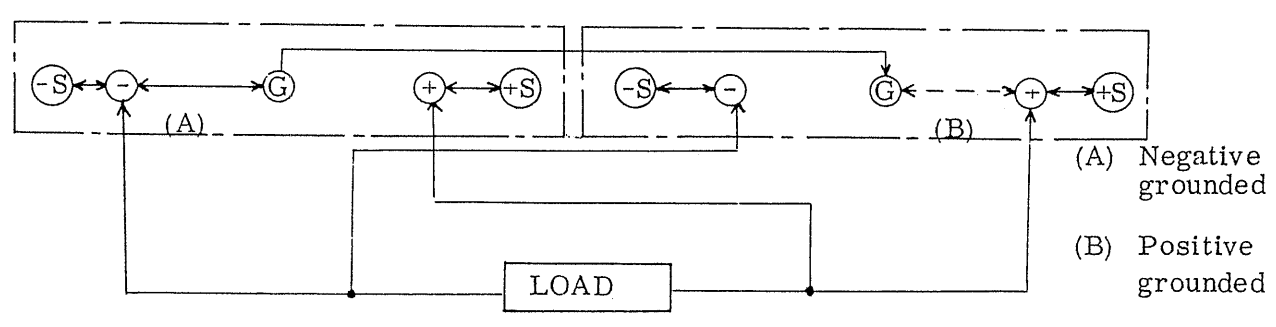 -S - G + +S -S - G + +S
(A) (B)
(A) Negative
grounded
(B) Positive
grounded
LOAD